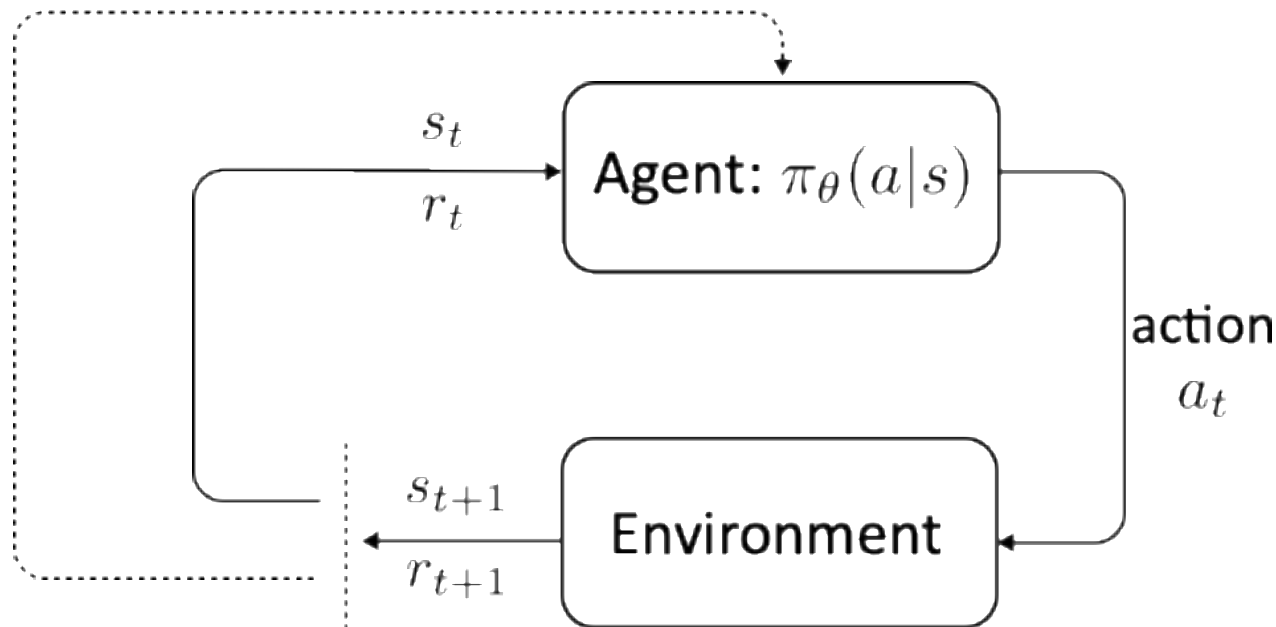 s_t
r_t
Agent: π_θ(a|s)
action
a_t
s_{t+1}
r_{t+1}
Environment